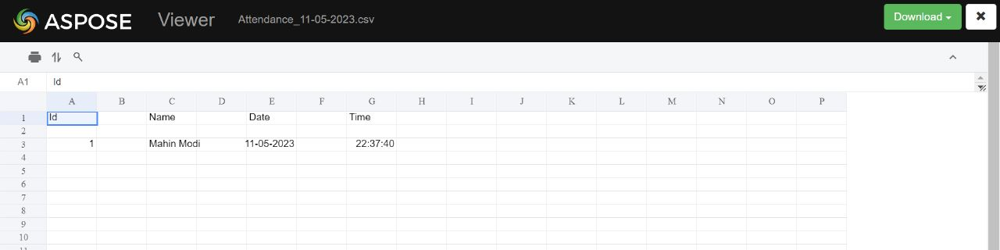 ASPOSE Viewer Attendance_11-05-2023.csv Download
A1 Id
A B C D E F G H I J K L M N O P
1 Id Name Date Time
2
3 1 Mahin Modi 11-05-2023 22:37:40
4
5
6
7
8
9
10
11